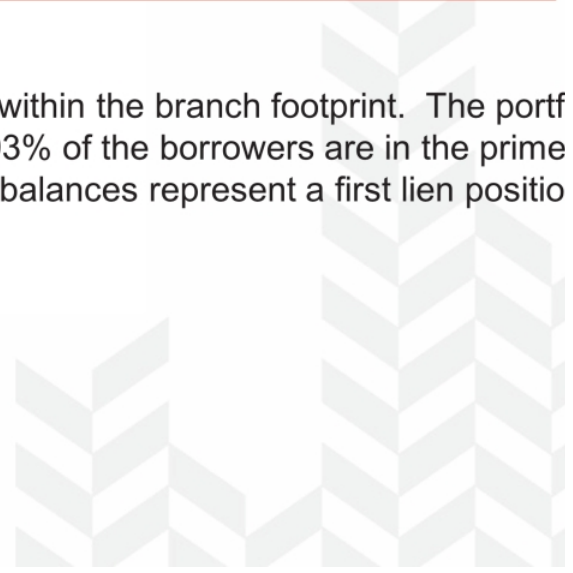 within the branch footprint. The portf
3% of the borrowers are in the prime
balances represent a first lien positio